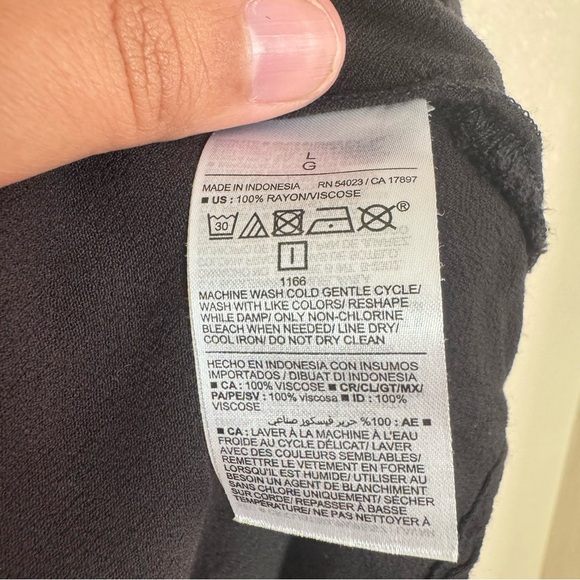 L
G
MADE IN INDONESIA RN 54023 / CA 17897
■ US : 100% RAYON/VISCOSE
30
®
1166
MACHINE WASH COLD GENTLE CYCLE/
WASH WITH LIKE COLORS/ RESHAPE
WHILE DAMP/ ONLY NON-CHLORINE
BLEACH WHEN NEEDED/ LINE DRY/
COOL IRON/ DO NOT DRY CLEAN
HECHO EN INDONESIA CON INSUMOS
IMPORTADOS / DIBUAT DI INDONESIA
■ CA : 100% VISCOSE ■ CR/CL/GT/MX/
PA/PE/SV : 100% viscosa ■ ID : 100%
VISCOSE
■ AE : 100% حرير فيسكوز صناعي
■ CA : LAVER À LA MACHINE À L'EAU
FROIDE AU CYCLE DÉLICAT/ LAVER
AVEC DES COULEURS SEMBLABLES/
REMETTRE LE VETEMENT EN FORME
LORSQU'IL EST HUMIDE/ UTILISER AU
BESOIN UN AGENT DE BLANCHIMENT
SANS CHLORE UNIQUEMENT/ SÉCHER
SUR CORDE/ REPASSER À BASSE
TEMPÉRATURE/ NE PAS NETTOYER À